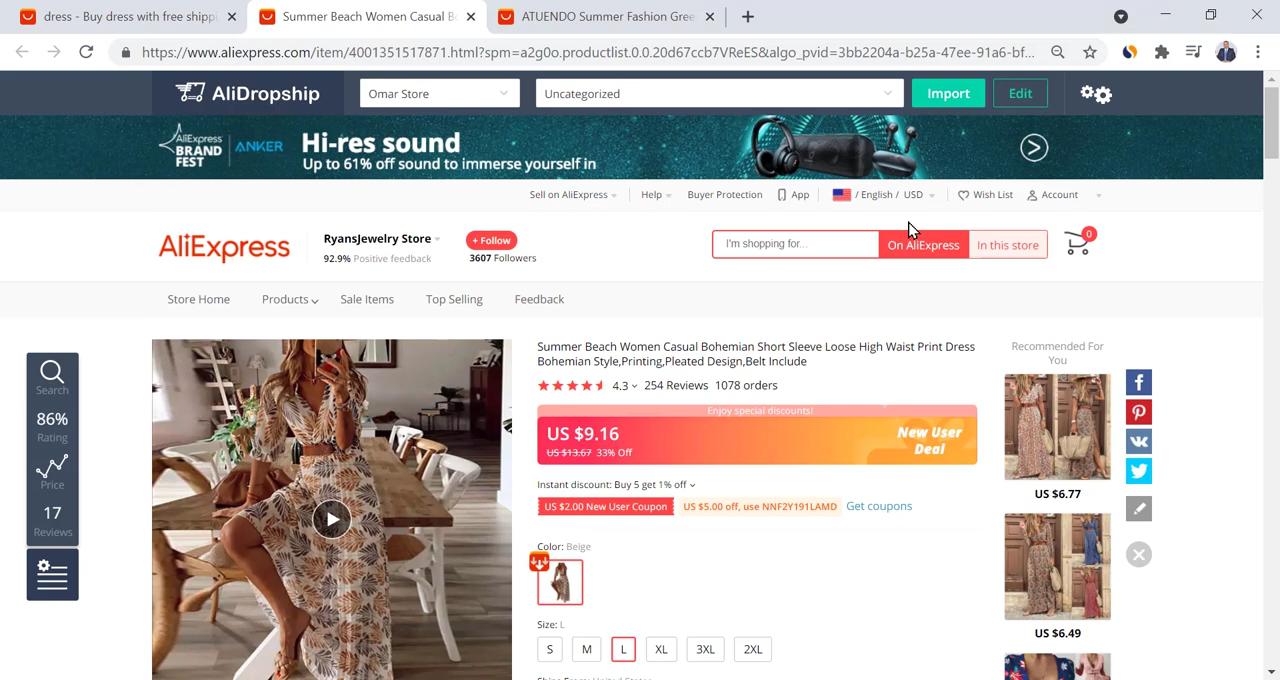 dress - Buy dress with free shippi
Summer Beach Women Casual Bo
ATUENDO Summer Fashion Gree
https://www.aliexpress.com/item/4001351517871.html?spm=a2g0o.productlist.0.0.20d67ccb7VReES&algo_pvid=3bb2204a-b25a-47ee-91a6-bf...
AliDropship
Omar Store
Uncategorized
Import
Edit
AliExpress
BRAND
FEST
ANKER
Hi-res sound
Up to 61% off sound to immerse yourself in
Sell on AliExpress
Help
Buyer Protection
App
/ English / USD
Wish List
Account
AliExpress
RyansJewelry Store
92.9% Positive feedback
+ Follow
3607 Followers
I'm shopping for...
On AliExpress
In this store
0
Store Home
Products
Sale Items
Top Selling
Feedback
Search
86%
Rating
Price
17
Reviews
Summer Beach Women Casual Bohemian Short Sleeve Loose High Waist Print Dress
Bohemian Style,Printing,Pleated Design,Belt Include
4.3 254 Reviews 1078 orders
Enjoy special discounts!
US $9.16
US $13.67 33% Off
New User
Deal
Instant discount: Buy 5 get 1% off
US $2.00 New User Coupon
US $5.00 off, use NNF2Y191LAMD
Get coupons
Color: Beige
Size: L
S M L XL 3XL 2XL
Ships From: United States
Recommended For
You
US $6.77
US $6.49